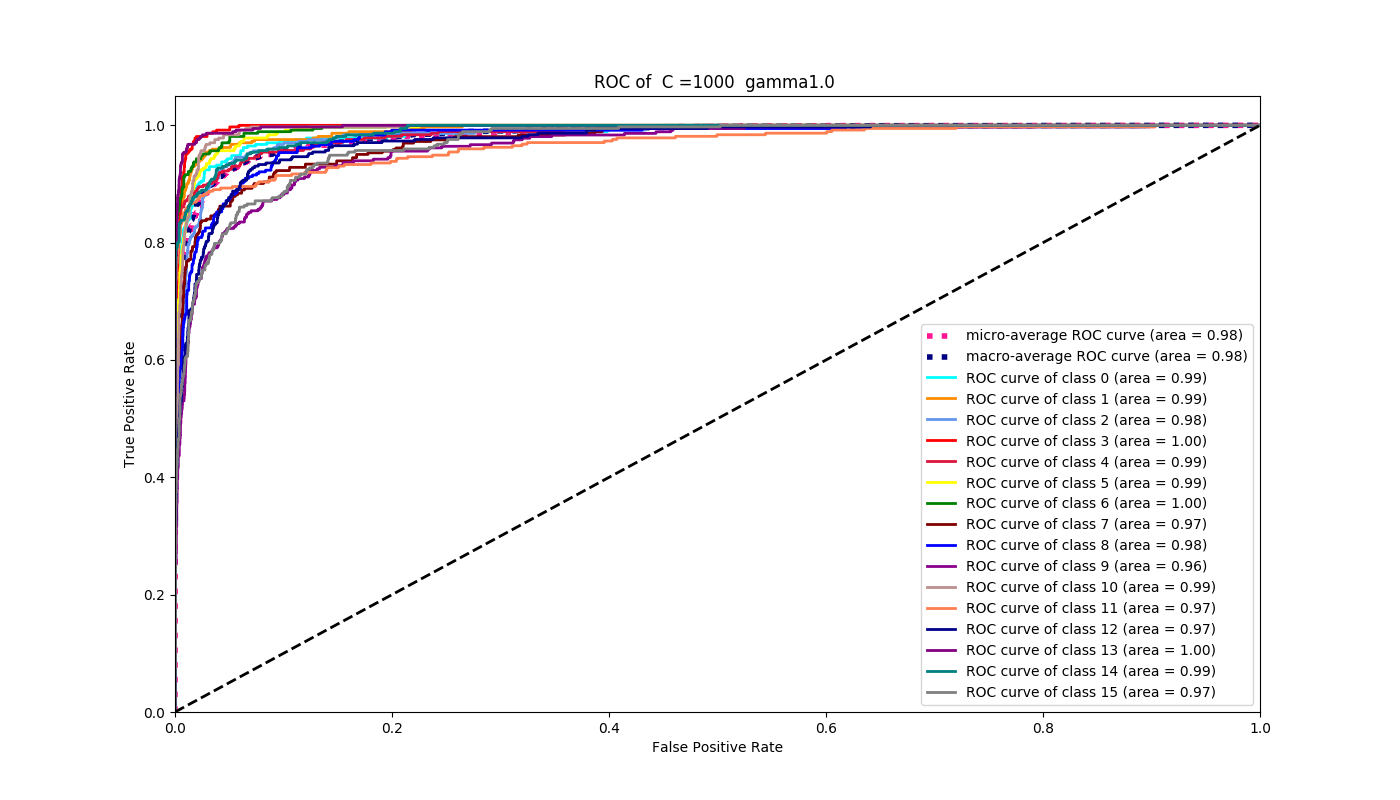 ROC of  C =1000  gamma1.0
1.0
0.8
0.6
0.4
0.2
0.0
True Positive Rate
0.0 0.2 0.4 0.6 0.8 1.0
False Positive Rate
micro-average ROC curve (area = 0.98)
macro-average ROC curve (area = 0.98)
ROC curve of class 0 (area = 0.99)
ROC curve of class 1 (area = 0.99)
ROC curve of class 2 (area = 0.98)
ROC curve of class 3 (area = 1.00)
ROC curve of class 4 (area = 0.99)
ROC curve of class 5 (area = 0.99)
ROC curve of class 6 (area = 1.00)
ROC curve of class 7 (area = 0.97)
ROC curve of class 8 (area = 0.98)
ROC curve of class 9 (area = 0.96)
ROC curve of class 10 (area = 0.99)
ROC curve of class 11 (area = 0.97)
ROC curve of class 12 (area = 0.97)
ROC curve of class 13 (area = 1.00)
ROC curve of class 14 (area = 0.99)
ROC curve of class 15 (area = 0.97)